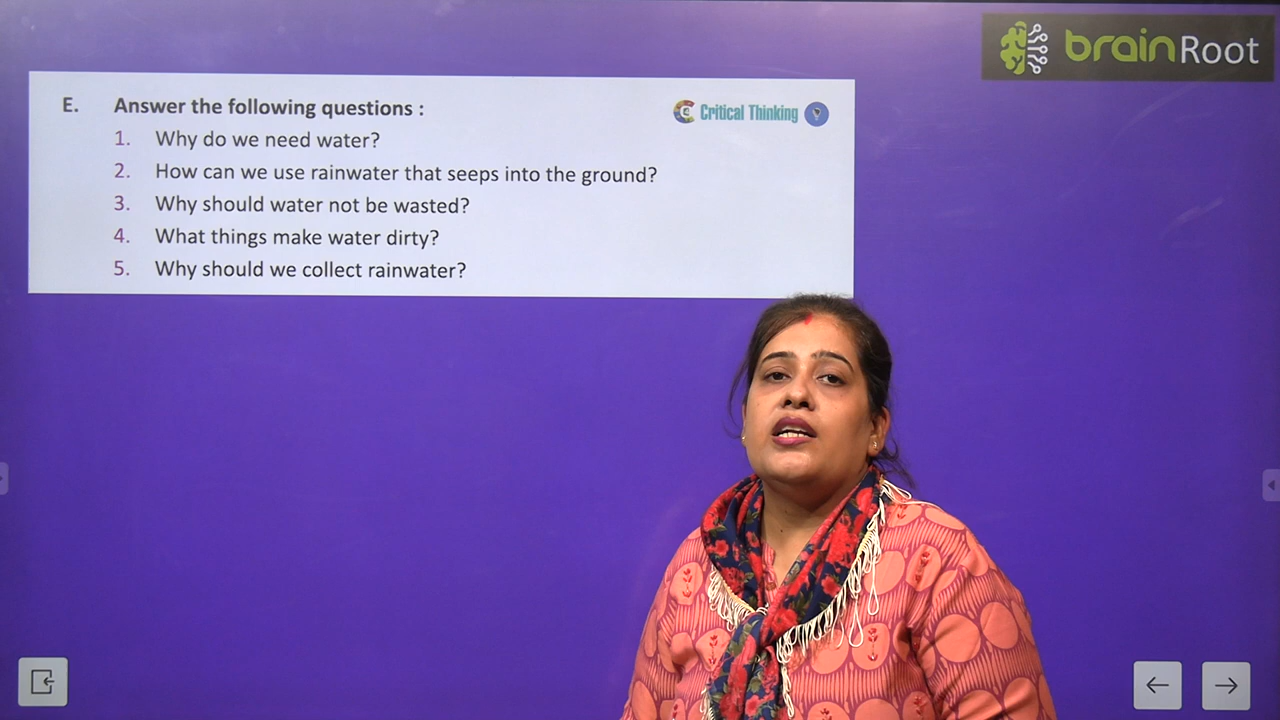 brainRoot
E. Answer the following questions :
Critical Thinking
1. Why do we need water?
2. How can we use rainwater that seeps into the ground?
3. Why should water not be wasted?
4. What things make water dirty?
5. Why should we collect rainwater?